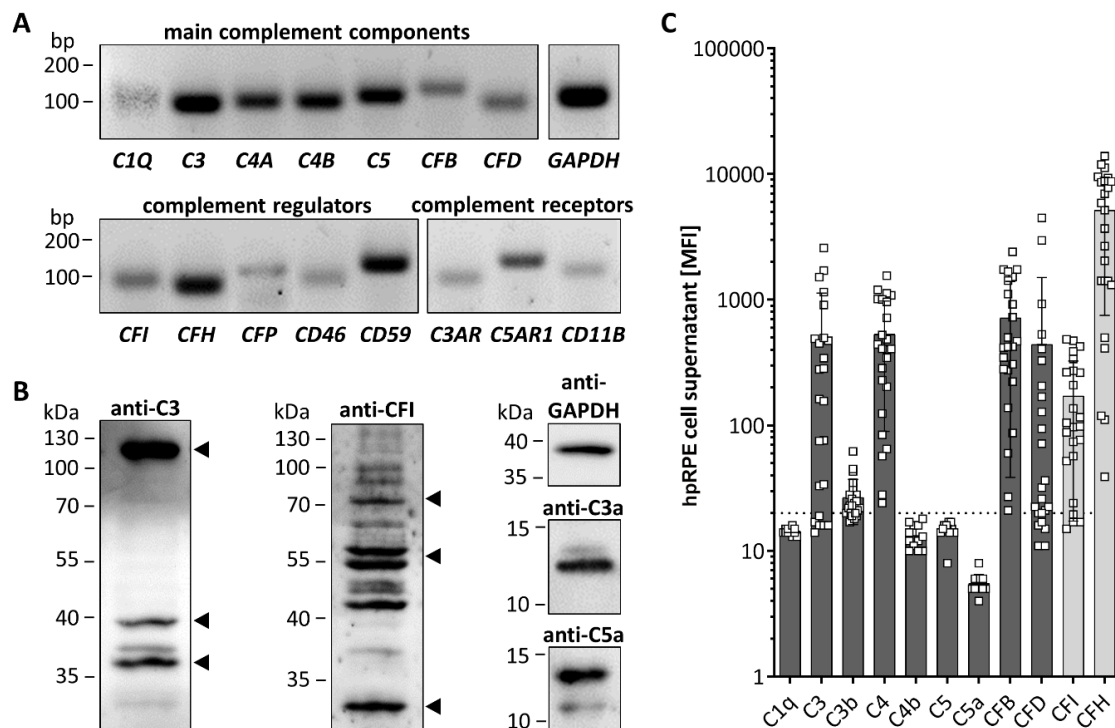 A
main complement components
bp
200
100
C1Q C3 C4A C4B C5 CFB CFD GAPDH
complement regulators
complement receptors
bp
200
100
CFI CFH CFP CD46 CD59 C3AR C5AR1 CD11B
B
anti-C3
kDa
130
100
70
55
40
35
anti-CFI
kDa
130
100
70
55
40
35
anti-
GAPDH
kDa
40
35
anti-C3a
15
10
anti-C5a
15
10
C
hpRPE cell supernatant [MFI]
100000
10000
1000
100
10
1
C1q C3 C3b C4 C4b C5 C5a CFB CFD CFI CFH